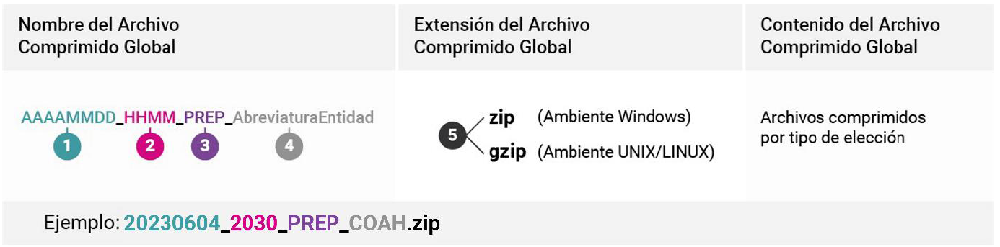 Nombre del Archivo
Comprimido Global
Extensión del Archivo
Comprimido Global
Contenido del Archivo
Comprimido Global
AAAAMMDD_HHMM_PREP_AbreviaturaEntidad
1 2 3 4
5
zip (Ambiente Windows)
gzip (Ambiente UNIX/LINUX)
Archivos comprimidos
por tipo de elección
Ejemplo: 20230604_2030_PREP_COAH.zip